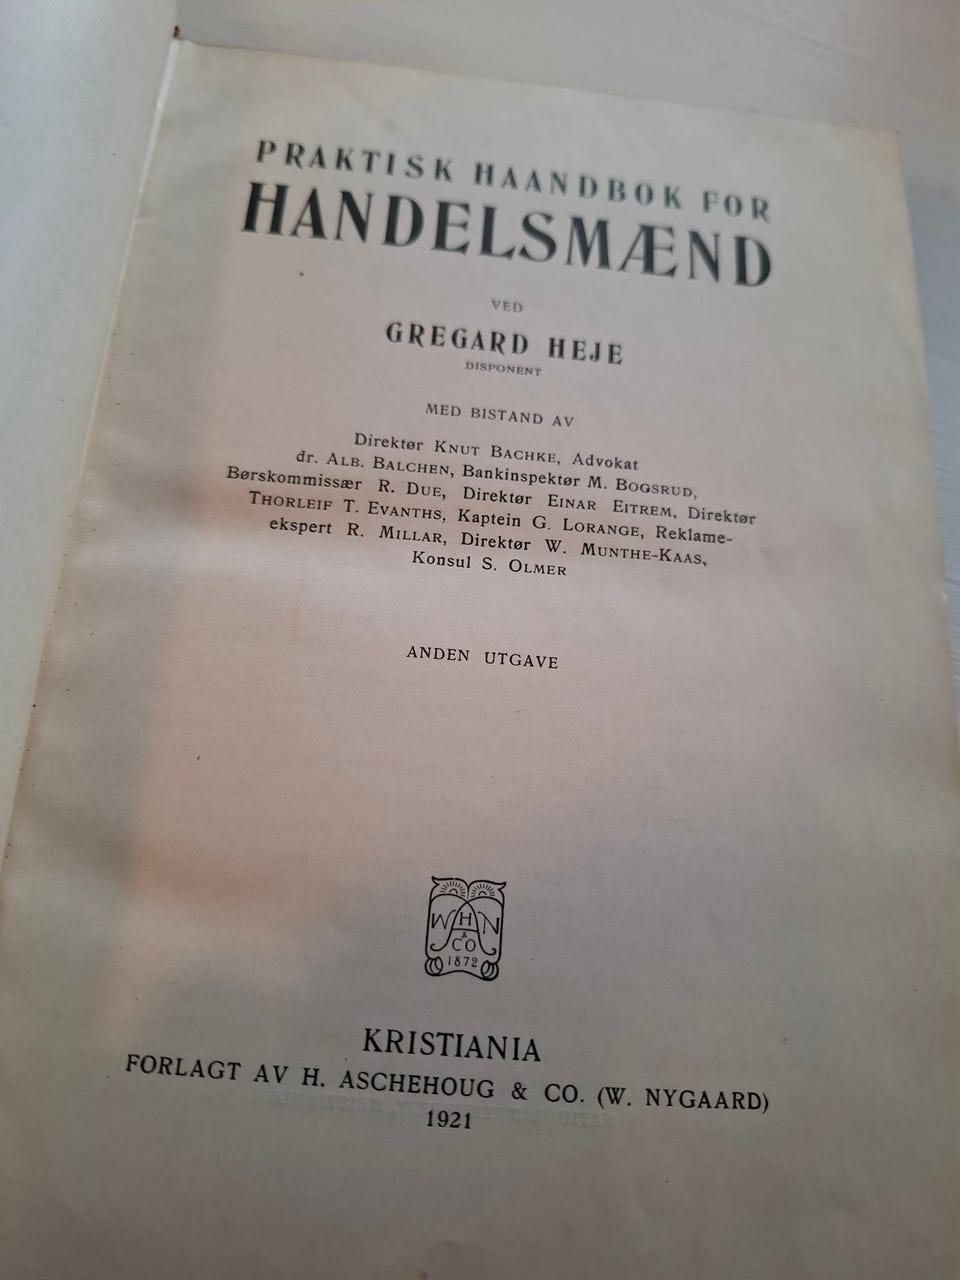 PRAKTISK HAANDBOK FOR
HANDELSMÆND
VED
GREGARD HEJE
DISPONENT
MED BISTAND AV
Direktør KNUT BACHKE, Advokat
dr. ALB. BALCHEN, Bankinspektør M. BOGSRUD,
Børskommissær R. DUE, Direktør EINAR EITREM, Direktør
THORLEIF T. EVANTHS, Kaptein G. LORANGE, Reklame-
ekspert R. MILLAR, Direktør W. MUNTHE-KAAS,
Konsul S. OLMER
ANDEN UTGAVE
WHN
&
CO
1872
KRISTIANIA
FORLAGT AV H. ASCHEHOUG & CO. (W. NYGAARD)
1921